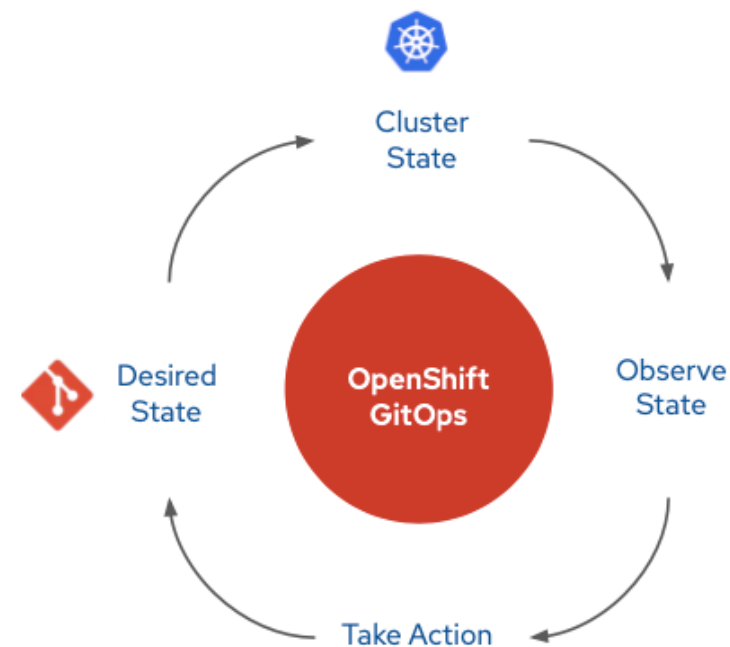 Cluster
State
Desired
State
OpenShift
GitOps
Observe
State
Take Action